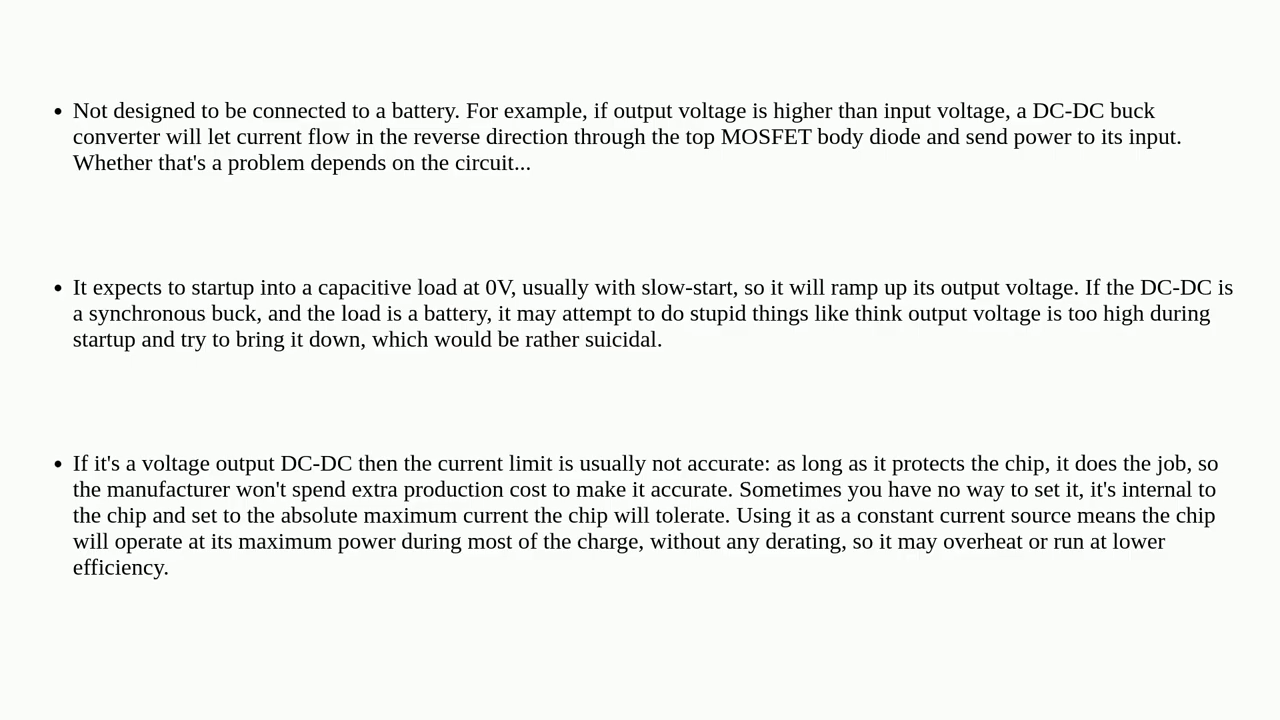 • Not designed to be connected to a battery. For example, if output voltage is higher than input voltage, a DC-DC buck
converter will let current flow in the reverse direction through the top MOSFET body diode and send power to its input.
Whether that's a problem depends on the circuit...
• It expects to startup into a capacitive load at 0V, usually with slow-start, so it will ramp up its output voltage. If the DC-DC is
a synchronous buck, and the load is a battery, it may attempt to do stupid things like think output voltage is too high during
startup and try to bring it down, which would be rather suicidal.
• If it's a voltage output DC-DC then the current limit is usually not accurate: as long as it protects the chip, it does the job, so
the manufacturer won't spend extra production cost to make it accurate. Sometimes you have no way to set it, it's internal to
the chip and set to the absolute maximum current the chip will tolerate. Using it as a constant current source means the chip
will operate at its maximum power during most of the charge, without any derating, so it may overheat or run at lower
efficiency.